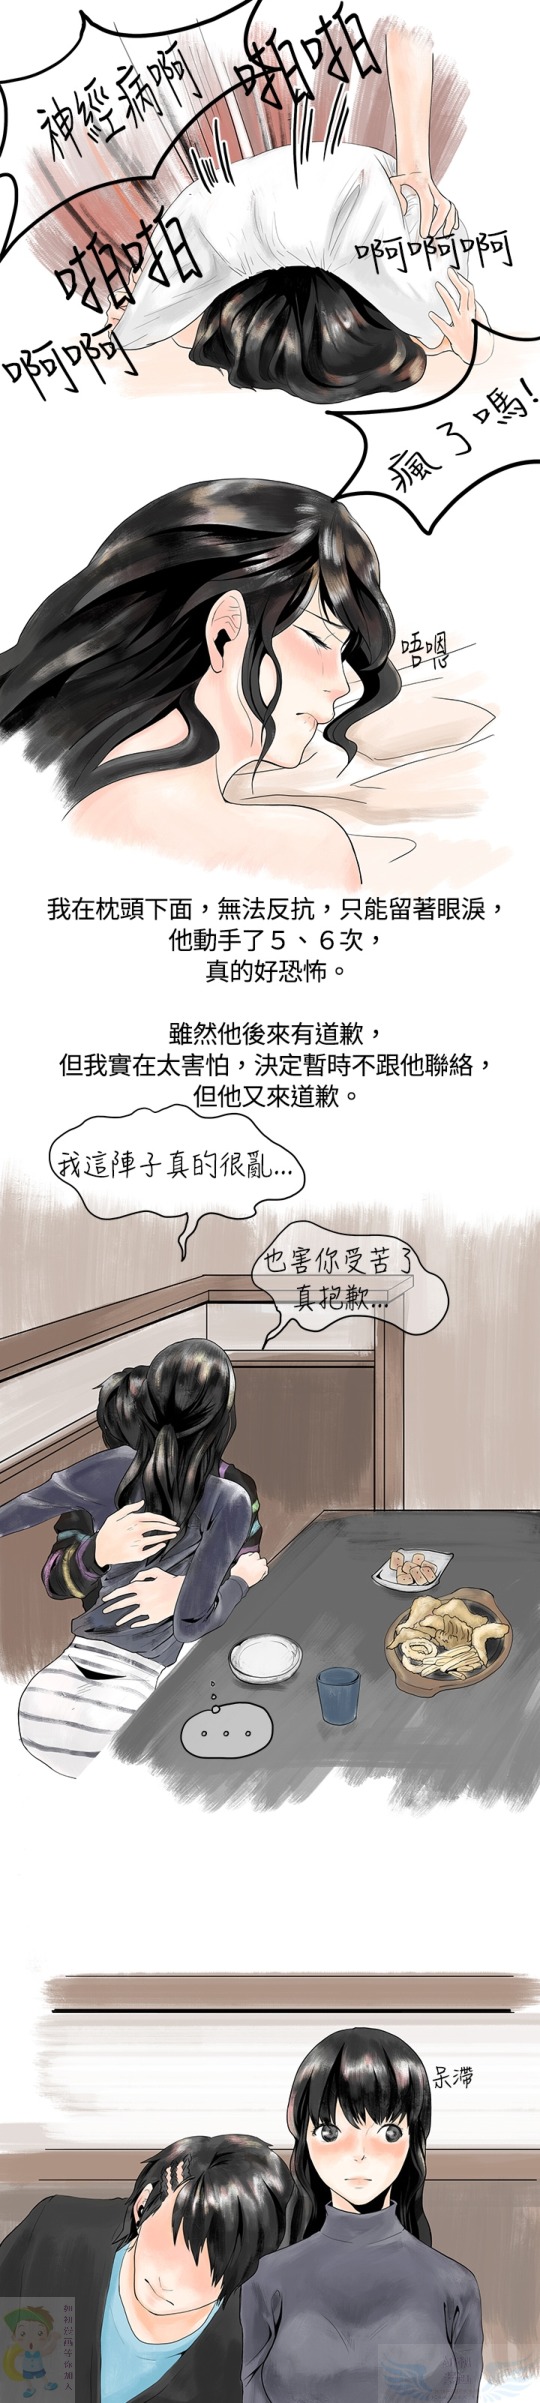 神經病啊
啪啪
啪啪
啊啊啊
啊啊
瘋了嗎!
唔嗯
我在枕頭下面，無法反抗，只能留著眼淚，
他動手了５、６次，
真的好恐怖。
雖然他後來有道歉，
但我實在太害怕，決定暫時不跟他聯絡，
但他又來道歉。
我這陣子真的很亂...
也害你受苦了
真抱歉...
...
呆滯